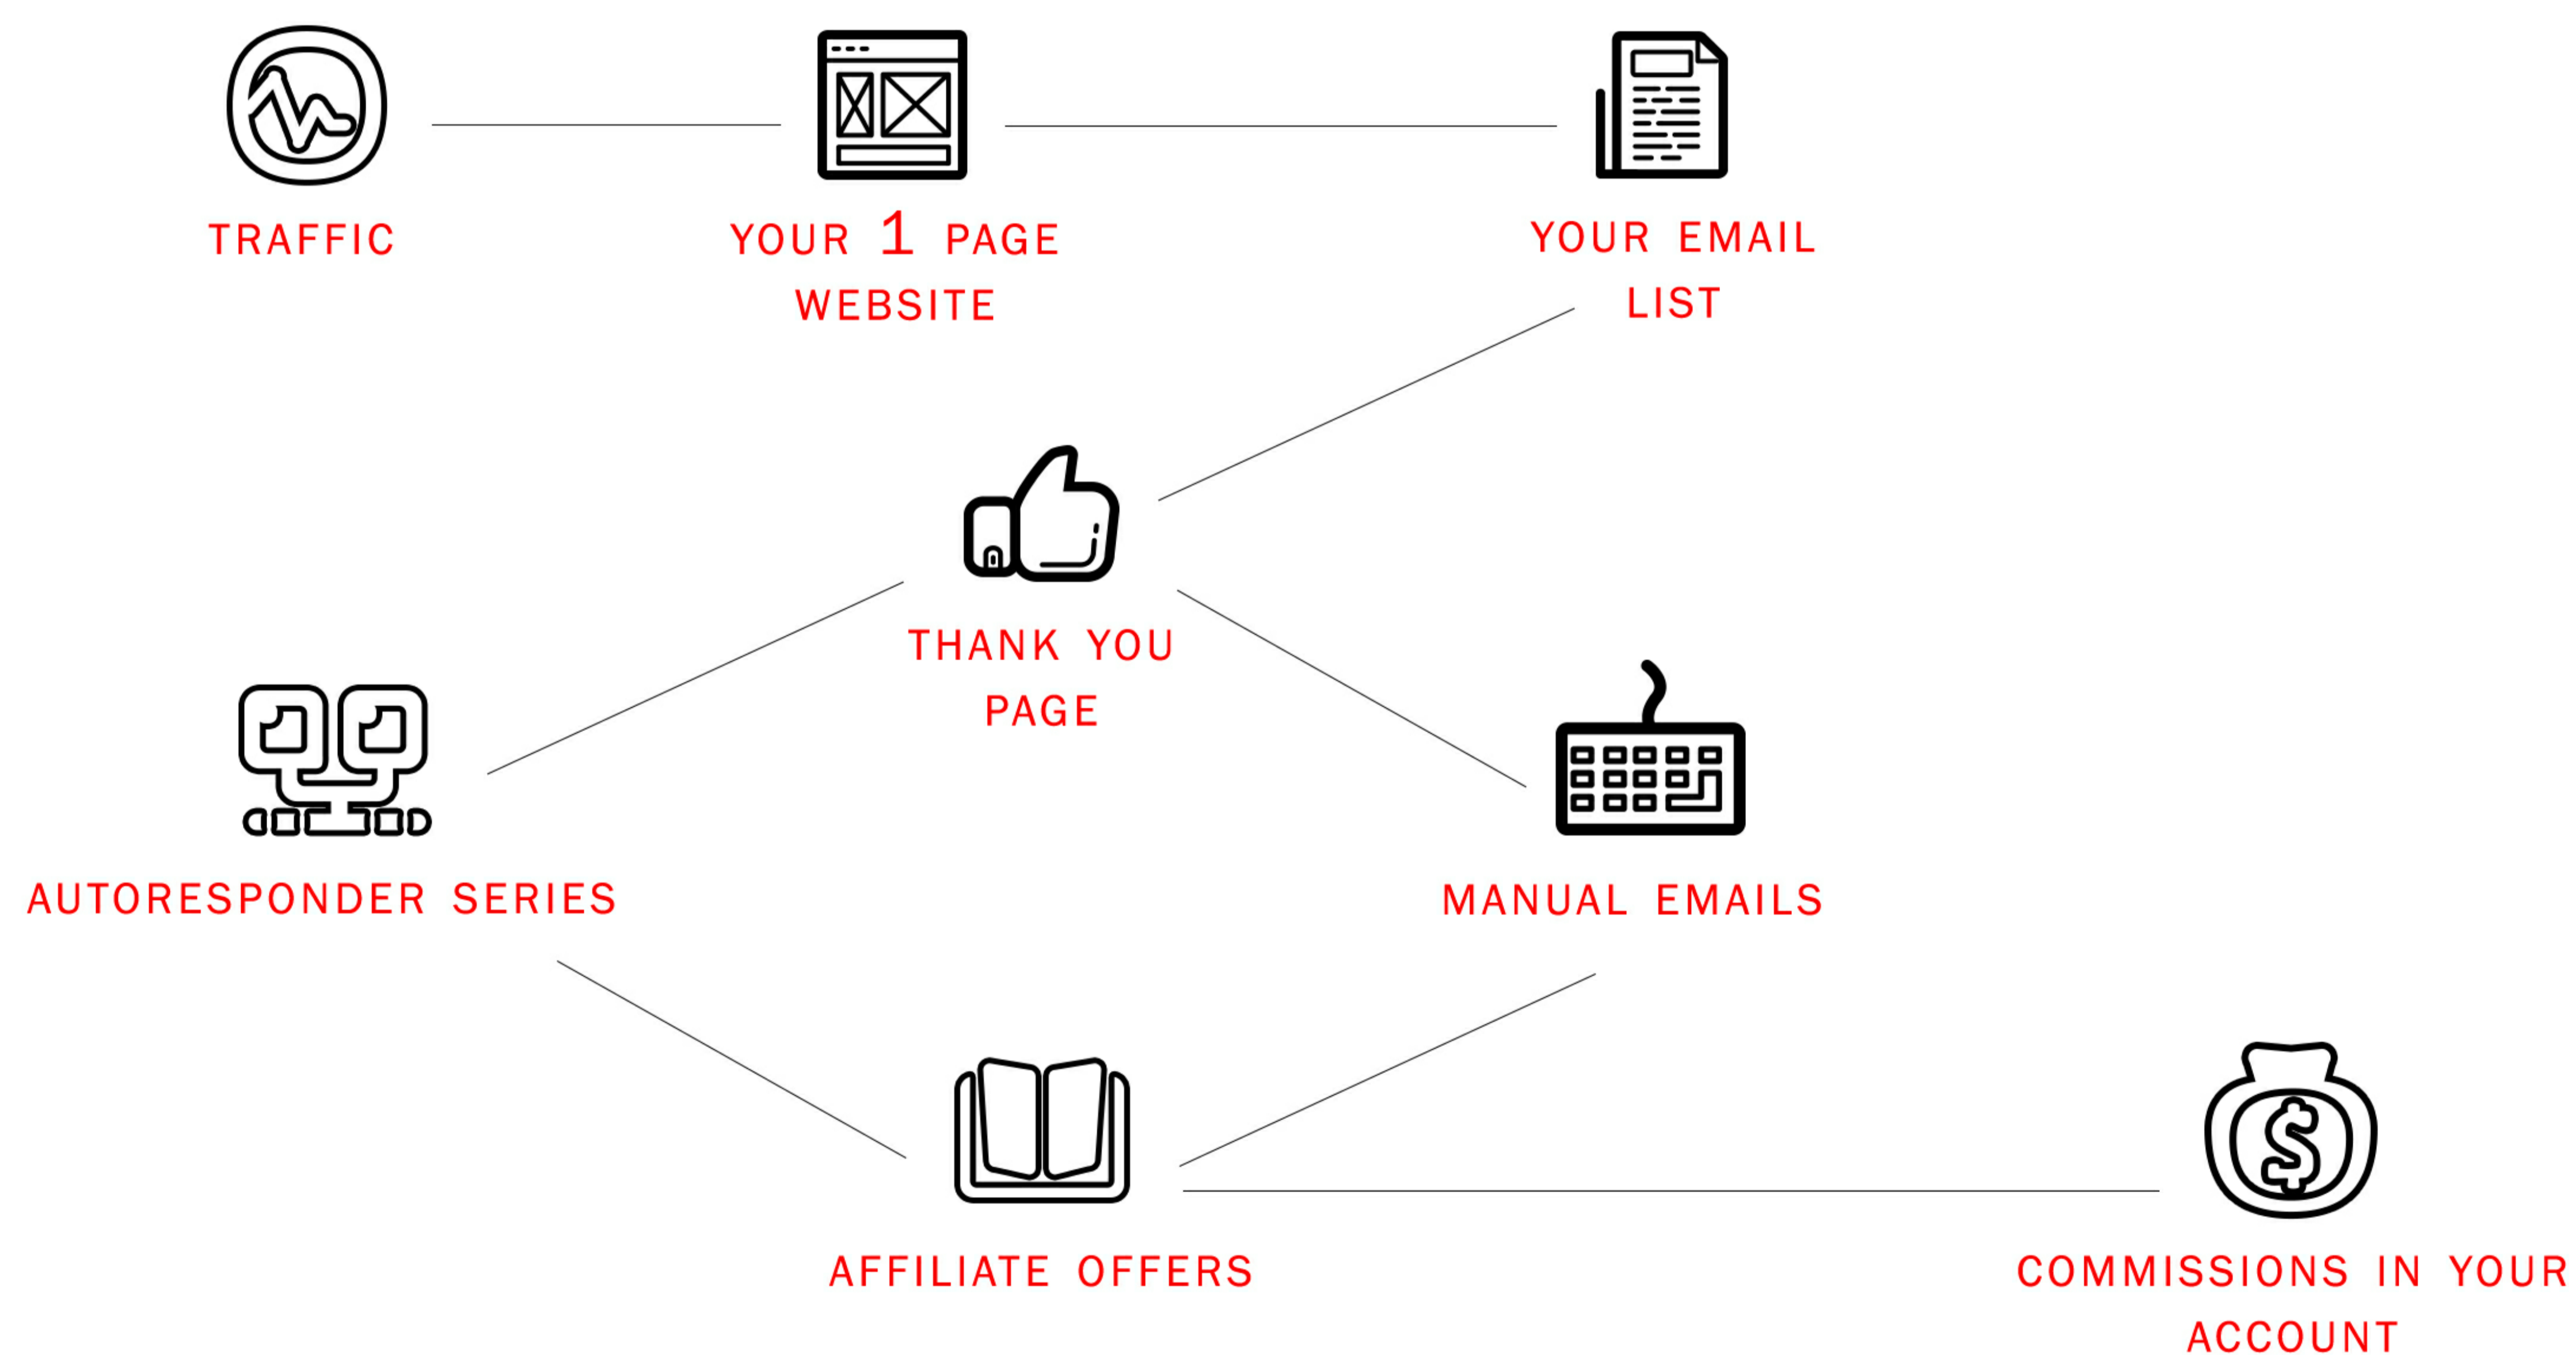 TRAFFIC
YOUR 1 PAGE
WEBSITE
YOUR EMAIL
LIST
THANK YOU
PAGE
AUTORESPONDER SERIES
MANUAL EMAILS
AFFILIATE OFFERS
COMMISSIONS IN YOUR
ACCOUNT